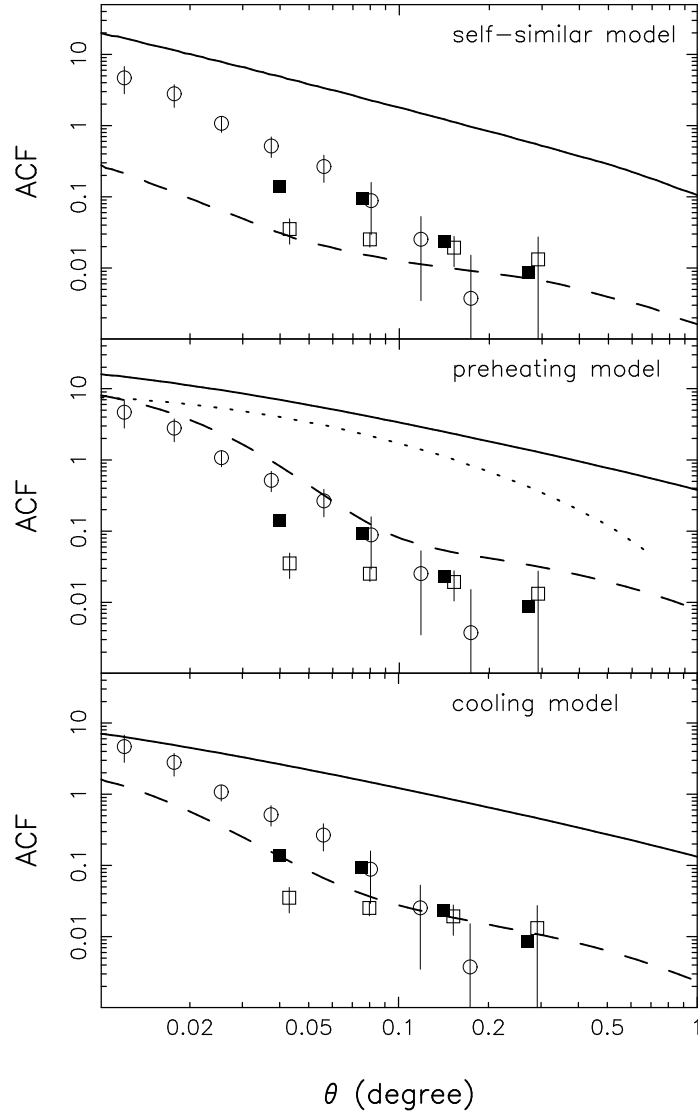 self-similar model
10
1
0.1
0.01
ACF
preheating model
10
1
0.1
0.01
ACF
cooling model
10
1
0.1
0.01
ACF
0.02 0.05 0.1 0.2 0.5 1
θ (degree)